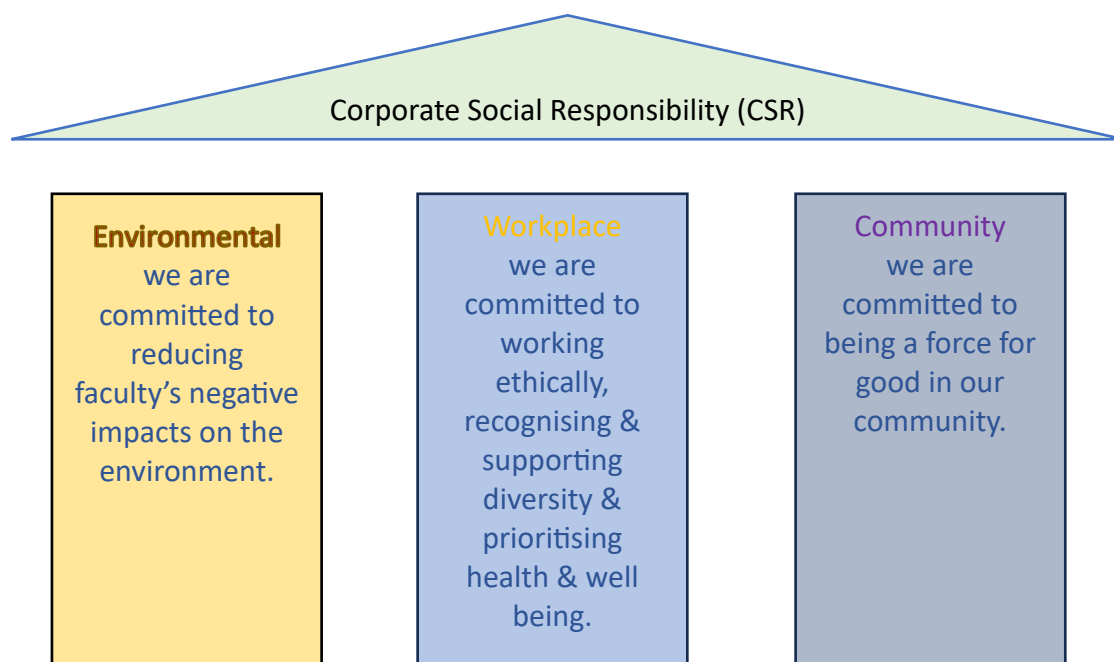 Corporate Social Responsibility (CSR)
Environmental
we are
committed to
reducing
faculty’s negative
impacts on the
environment.
Workplace
we are
committed to
working
ethically,
recognising &
supporting
diversity &
prioritising
health & well
being.
Community
we are
committed to
being a force for
good in our
community.